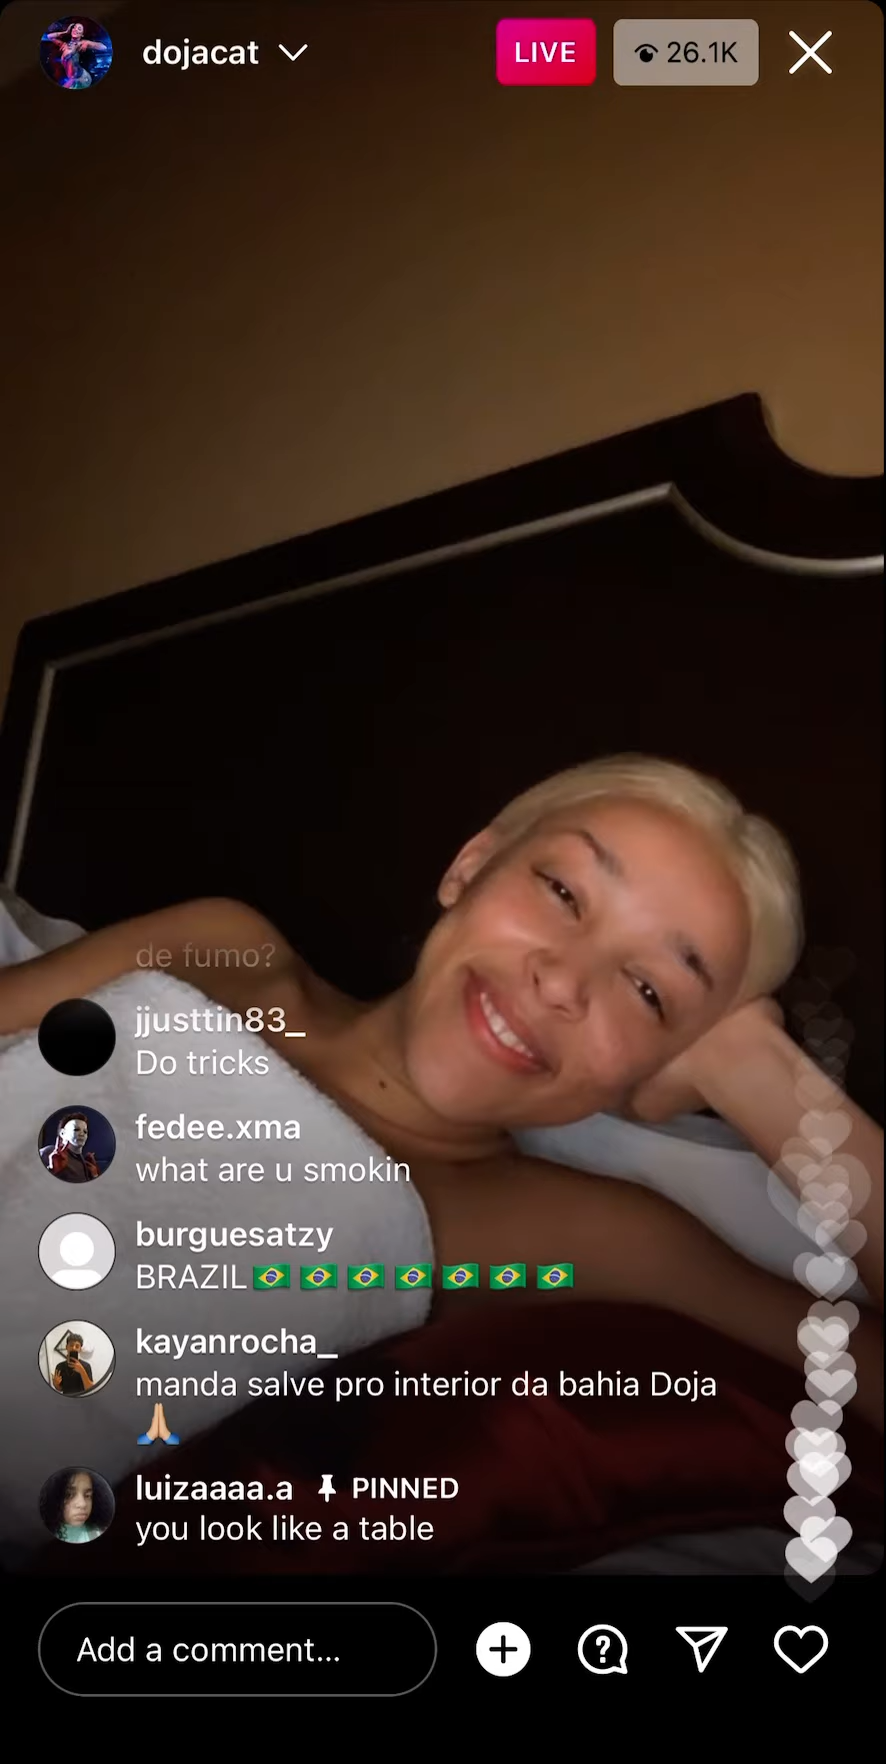 dojacat
LIVE
26.1K
de fumo?
jjusttin83_
Do tricks
fedee.xma
what are u smokin
burguesatzy
BRAZIL🇧🇷🇧🇷🇧🇷🇧🇷🇧🇷🇧🇷🇧🇷
kayanrocha_
manda salve pro interior da bahia Doja
🙏🏼
luizaaaa.a 📌 PINNED
you look like a table
Add a comment...